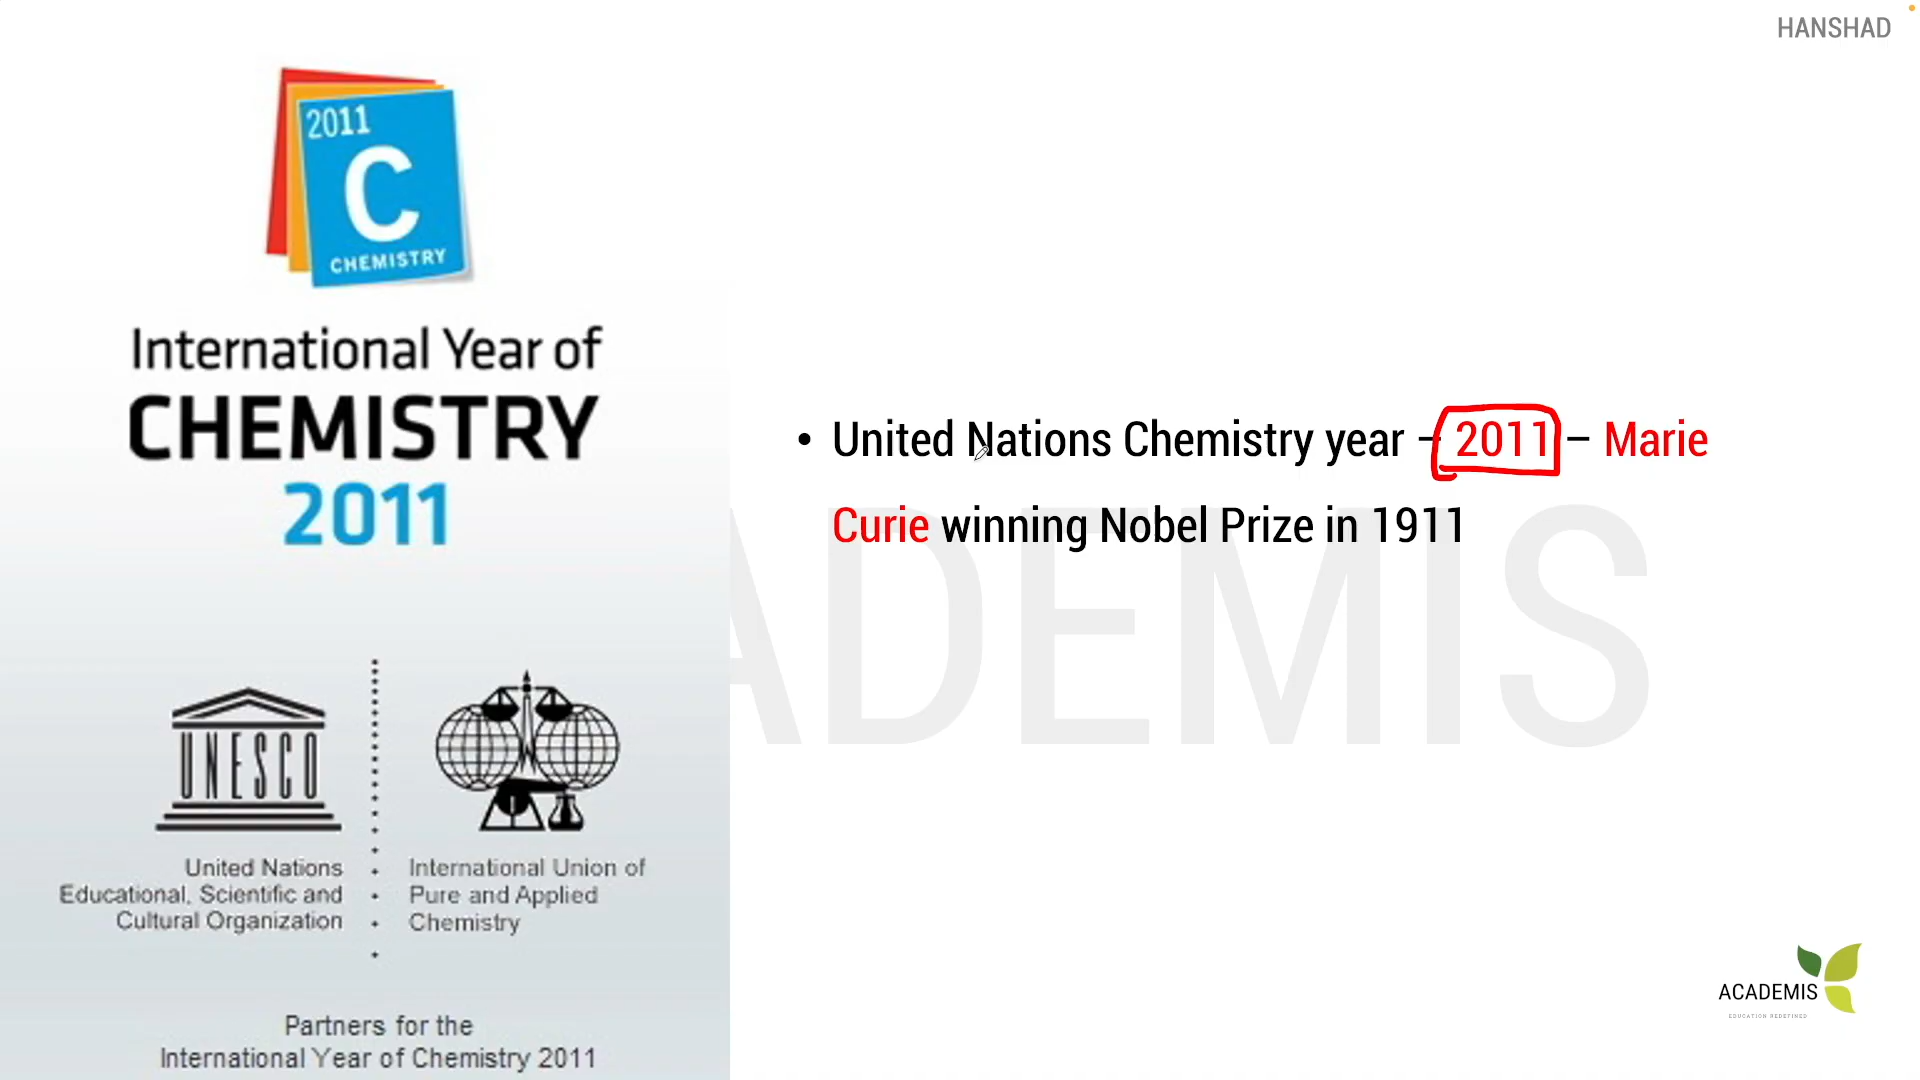 HANSHAD
2011
C
CHEMISTRY
International Year of
CHEMISTRY
2011
UNESCO
United Nations
Educational, Scientific and
Cultural Organization
International Union of
Pure and Applied
Chemistry
Partners for the
International Year of Chemistry 2011
• United Nations Chemistry year – 2011 – Marie
Curie winning Nobel Prize in 1911
ADEMIS
ACADEMIS
EDUCATION REDEFINED